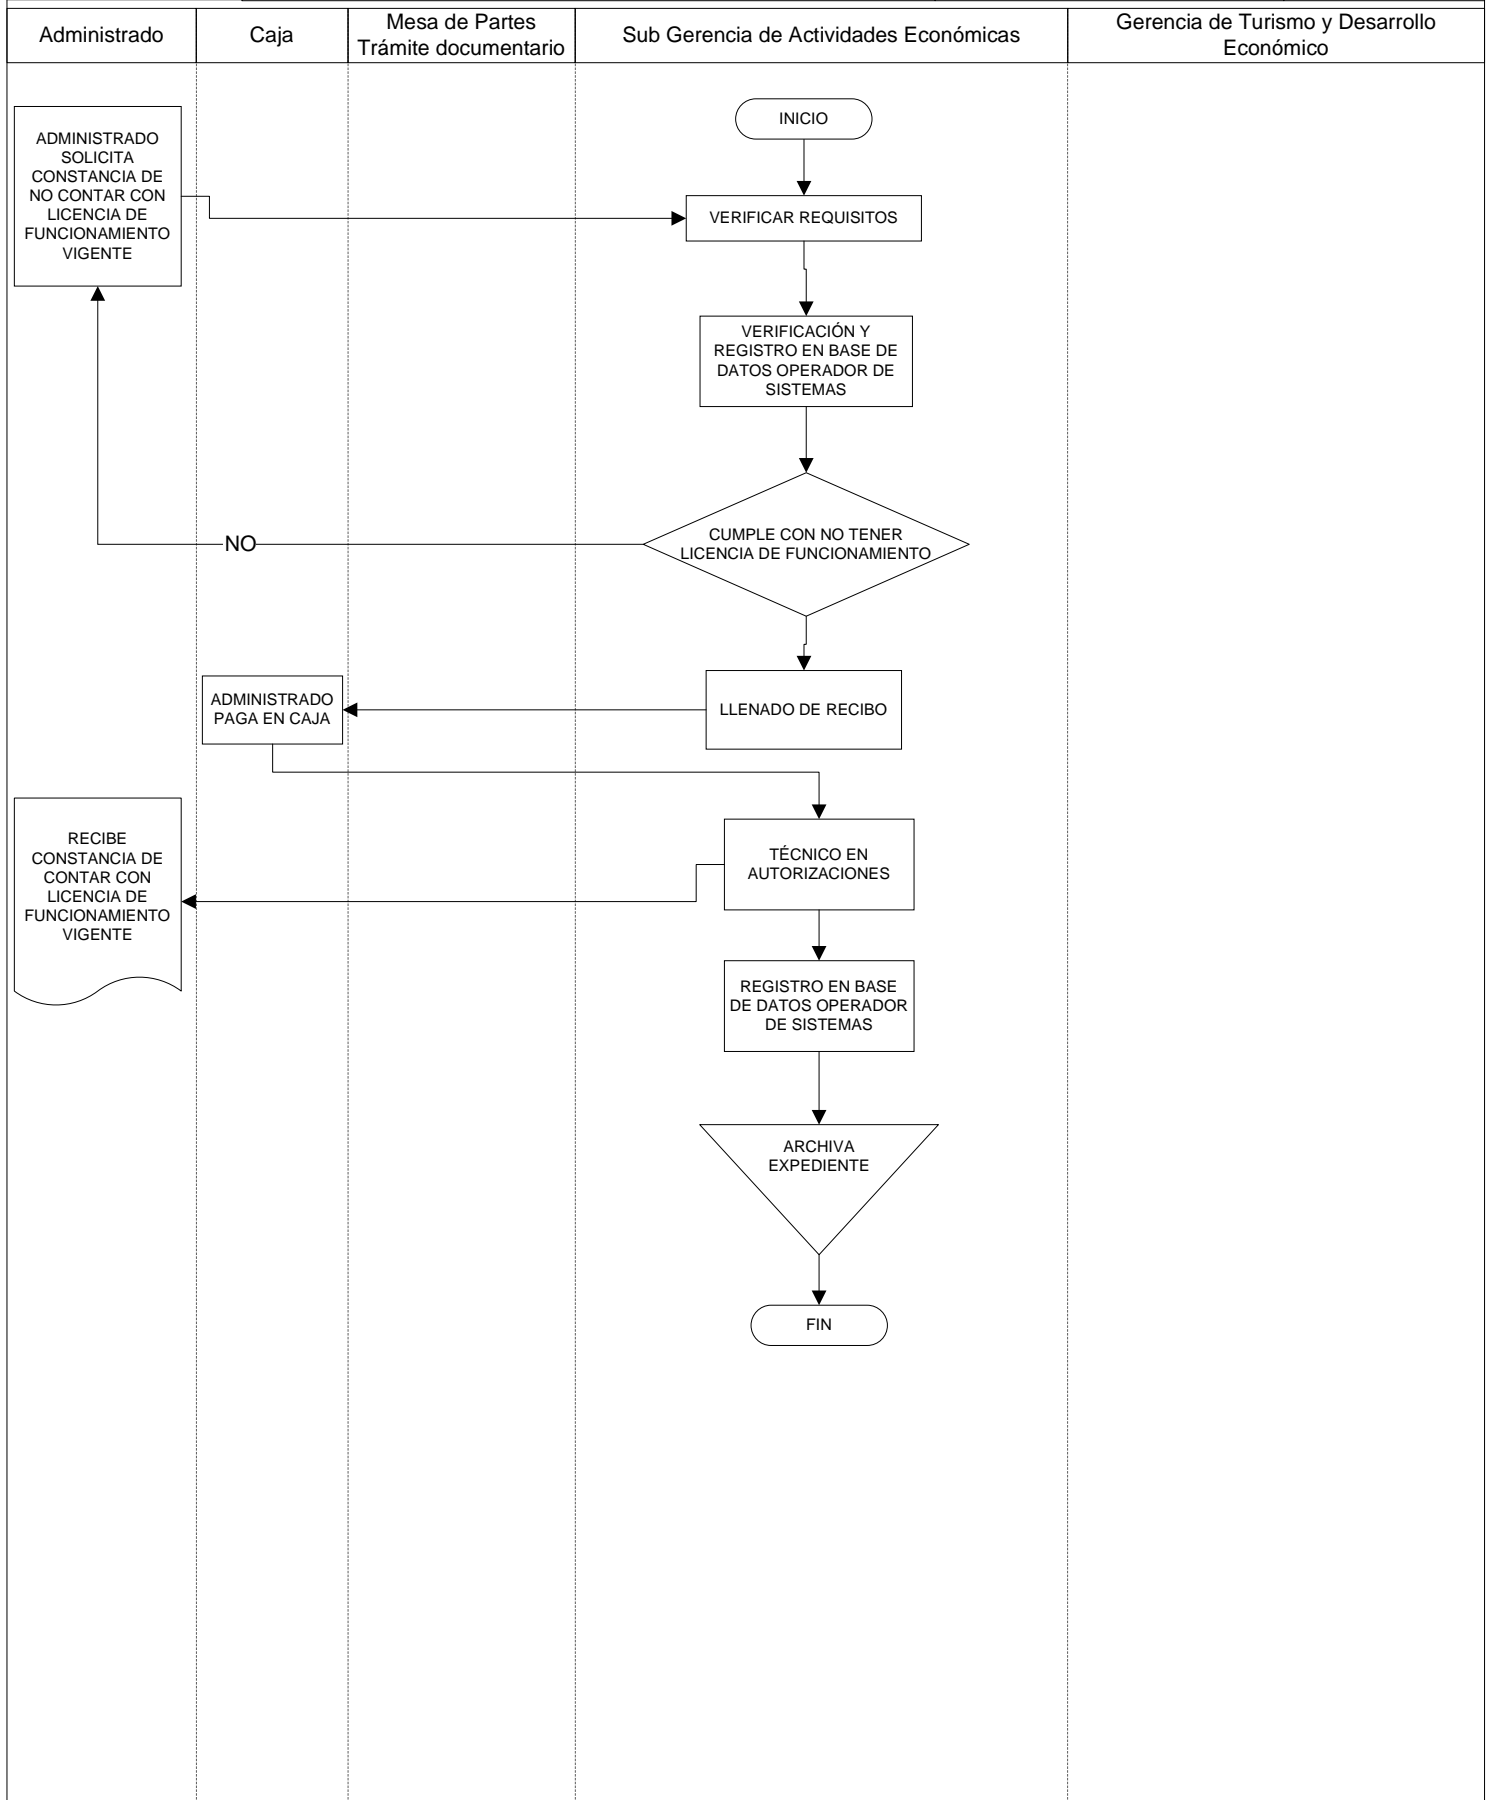 Administrado
Caja
Mesa de Partes
Trámite documentario
Sub Gerencia de Actividades Económicas
Gerencia de Turismo y Desarrollo
Económico
INICIO
ADMINISTRADO
SOLICITA
CONSTANCIA DE
NO CONTAR CON
LICENCIA DE
FUNCIONAMIENTO
VIGENTE
VERIFICAR REQUISITOS
VERIFICACIÓN Y
REGISTRO EN BASE DE
DATOS OPERADOR DE
SISTEMAS
CUMPLE CON NO TENER
LICENCIA DE FUNCIONAMIENTO
NO
LLENADO DE RECIBO
ADMINISTRADO
PAGA EN CAJA
TÉCNICO EN
AUTORIZACIONES
RECIBE
CONSTANCIA DE
CONTAR CON
LICENCIA DE
FUNCIONAMIENTO
VIGENTE
REGISTRO EN BASE
DE DATOS OPERADOR
DE SISTEMAS
ARCHIVA
EXPEDIENTE
FIN